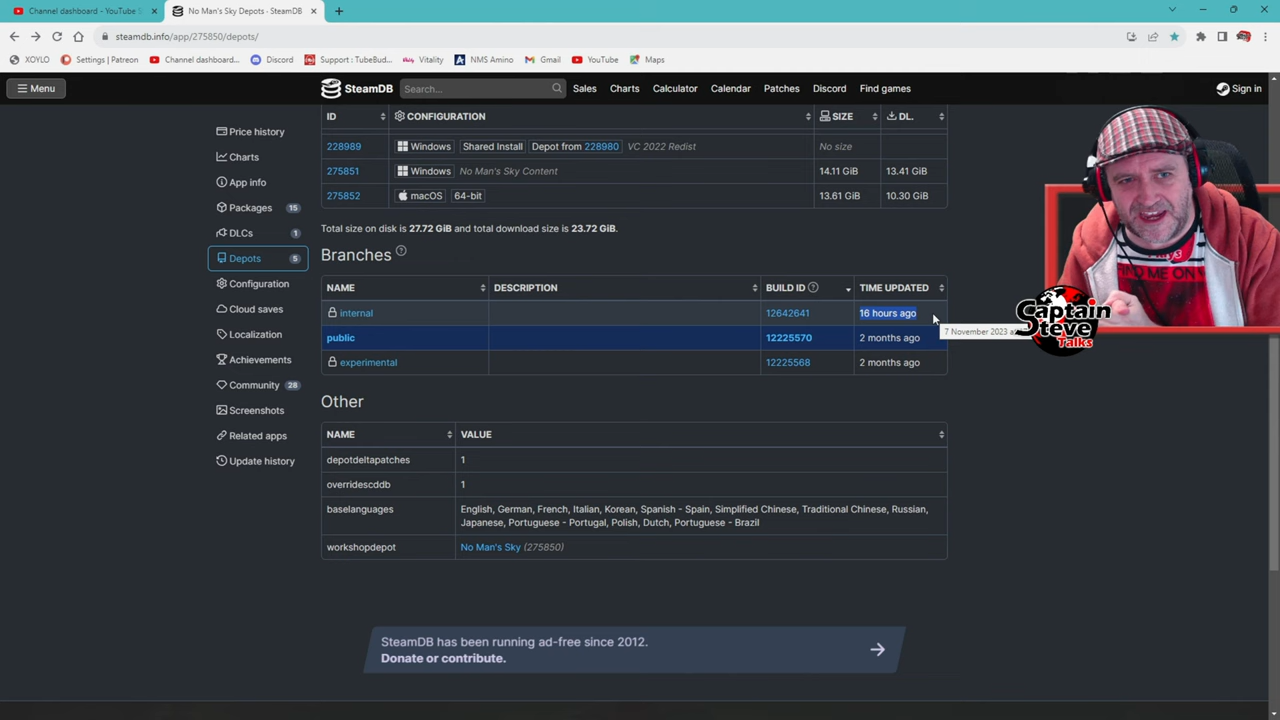 Channel dashboard - YouTube
No Man's Sky Depots · SteamDB
steamdb.info/app/275850/depots/
XOYLO
Settings | Patreon
Channel dashboard...
Discord
Support : TubeBud...
Vitality
NMS Amino
Gmail
YouTube
Maps
Menu
SteamDB
Search...
Sales
Charts
Calculator
Calendar
Patches
Discord
Find games
Sign in
Price history
Charts
App info
Packages 15
DLCs 1
Depots 5
Configuration
Cloud saves
Localization
Achievements
Community 28
Screenshots
Related apps
Update history
ID CONFIGURATION SIZE DL.
228989 Windows Shared Install Depot from 228980 VC 2022 Redist No size
275851 Windows No Man's Sky Content 14.11 GiB 13.41 GiB
275852 macOS 64-bit 13.61 GiB 10.30 GiB
Total size on disk is 27.72 GiB and total download size is 23.72 GiB.
Branches
NAME DESCRIPTION BUILD ID TIME UPDATED
internal 12642641 16 hours ago
7 November 2023
public 12225570 2 months ago
experimental 12225568 2 months ago
Other
NAME VALUE
depotdeltapatches 1
overridescddb 1
baselanguages English, German, French, Italian, Korean, Spanish - Spain, Simplified Chinese, Traditional Chinese, Russian,
Japanese, Portuguese - Portugal, Polish, Dutch, Portuguese - Brazil
workshopdepot No Man's Sky (275850)
SteamDB has been running ad-free since 2012.
Donate or contribute.
FIND ME ON
Captain
Steve
Talks